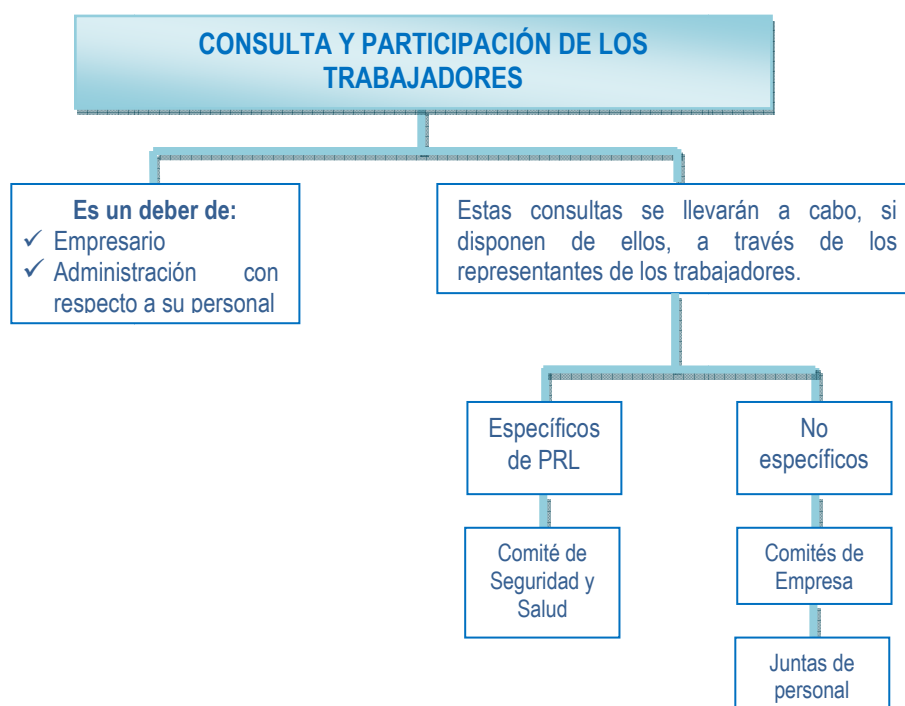 CONSULTA Y PARTICIPACIÓN DE LOS
TRABAJADORES
Es un deber de:
✓ Empresario
✓ Administración con
respecto a su personal
Estas consultas se llevarán a cabo, si
disponen de ellos, a través de los
representantes de los trabajadores.
Específicos
de PRL
No
específicos
Comité de
Seguridad y
Salud
Comités de
Empresa
Juntas de
personal